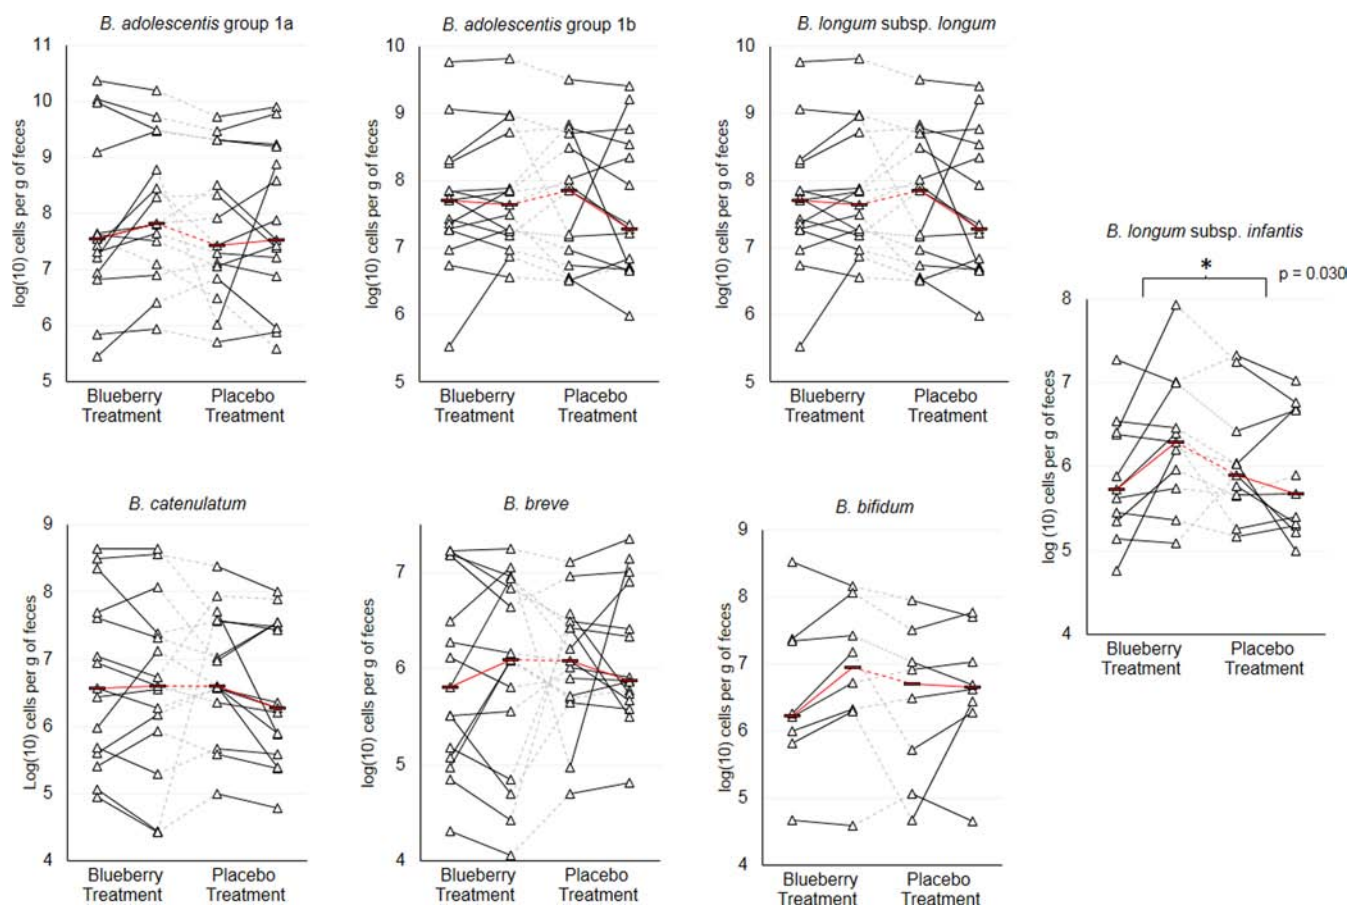 B. adolescentis group 1a
11
10
9
8
7
6
5
log(10) cells per g of feces
Blueberry Treatment
Placebo Treatment
B. adolescentis group 1b
10
9
8
7
6
5
log(10) cells per g of feces
Blueberry Treatment
Placebo Treatment
B. longum subsp. longum
10
9
8
7
6
5
log(10) cells per g of feces
Blueberry
Treatment
Placebo
Treatment
B. longum subsp. infantis
*
p = 0.030
8
7
6
5
4
log (10) cells per g of feces
Blueberry
Treatment
Placebo
Treatment
B. catenulatum
9
8
7
6
5
4
Log(10) cells per g of feces
Blueberry
Treatment
Placebo
Treatment
B. breve
7
6
5
4
log(10) cells per g of feces
Blueberry
Treatment
Placebo
Treatment
B. bifidum
9
8
7
6
5
4
log(10) cells per g of feces
Blueberry
Treatment
Placebo
Treatment